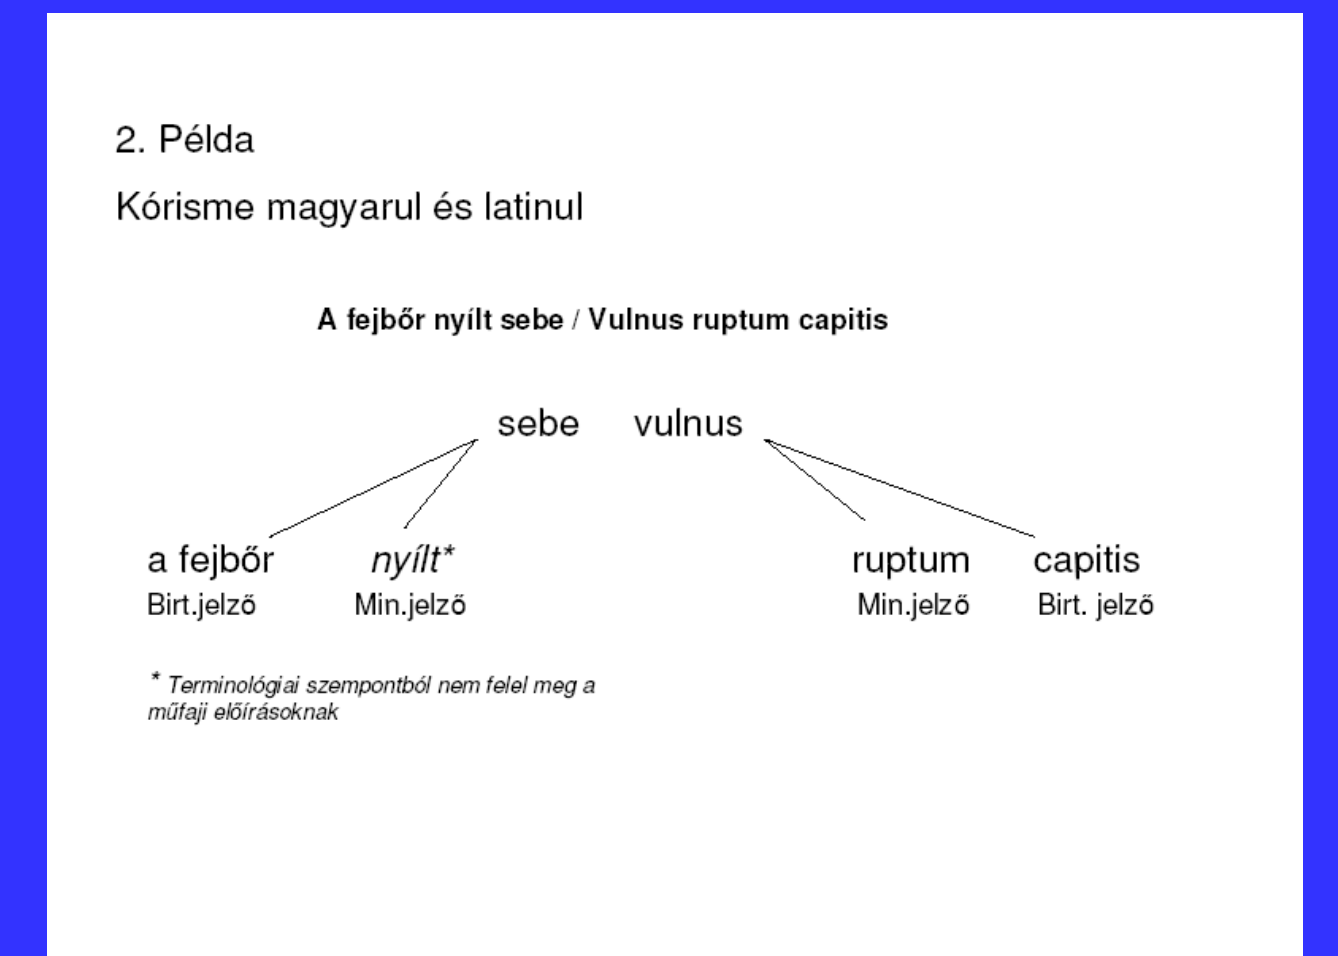 2. Példa
Kórisme magyarul és latinul
A fejbőr nyílt sebe / Vulnus ruptum capitis
sebe vulnus
a fejbőr nyílt* ruptum capitis
Birt.jelző Min.jelző Min.jelző Birt. jelző
* Terminológiai szempontból nem felel meg a
műfaji előírásoknak